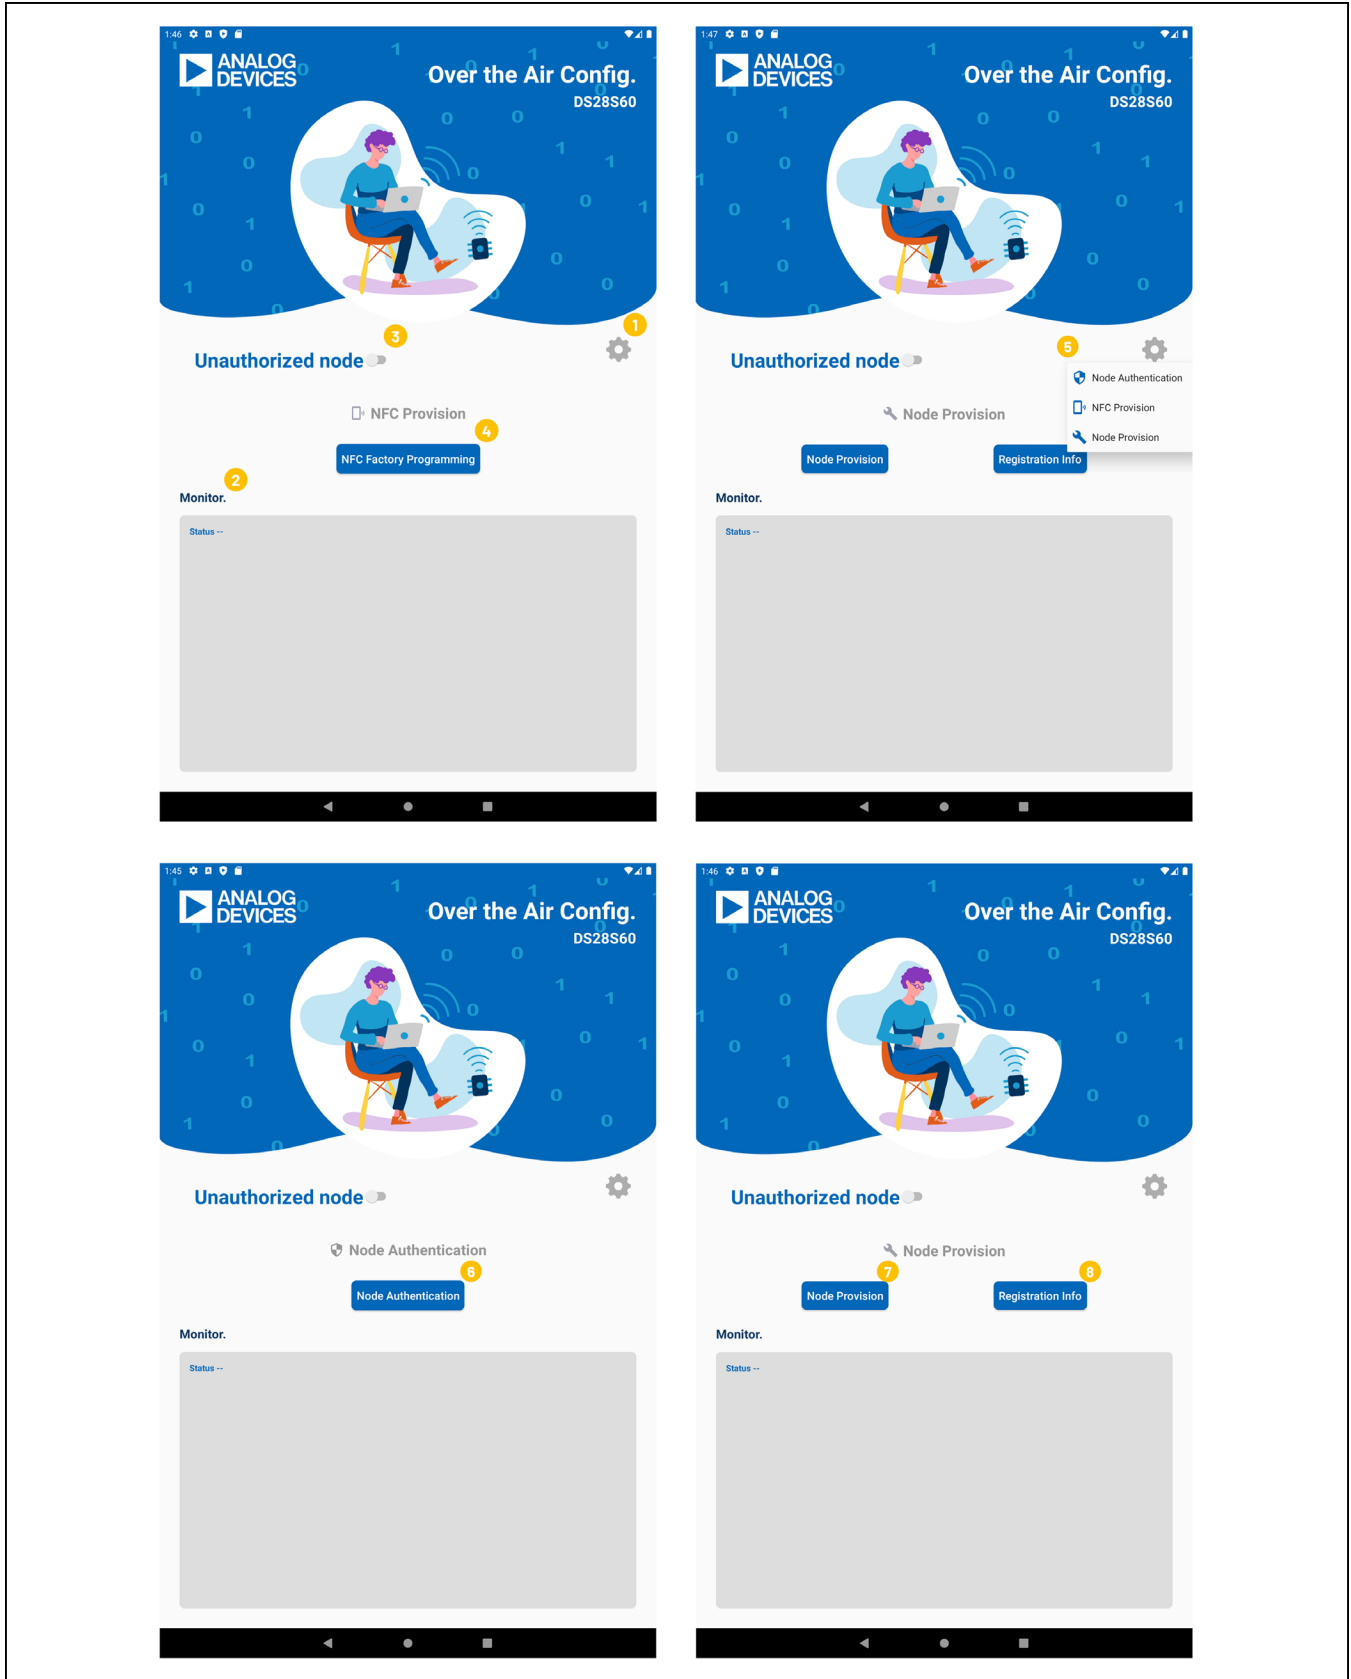 1:46
ANALOG
DEVICES
Over the Air Config.
DS28S60
3
1
Unauthorized node
NFC Provision
4
NFC Factory Programming
2
Monitor.
Status --
1:47
ANALOG
DEVICES
Over the Air Config.
DS28S60
5
Unauthorized node
Node Authentication
NFC Provision
Node Provision
Node Provision
Node Provision
Registration Info
Monitor.
Status --
1:45
ANALOG
DEVICES
Over the Air Config.
DS28S60
Unauthorized node
Node Authentication
6
Node Authentication
Monitor.
Status --
1:46
ANALOG
DEVICES
Over the Air Config.
DS28S60
Unauthorized node
Node Provision
7
8
Node Provision
Registration Info
Monitor.
Status --